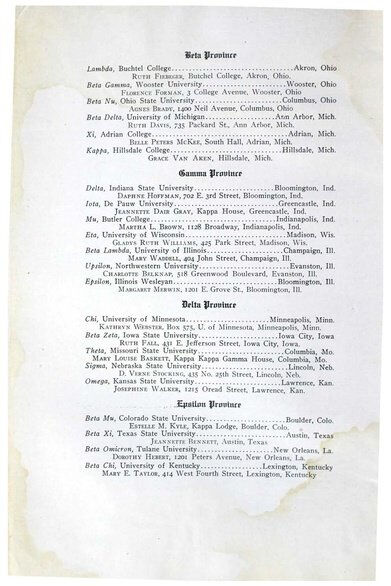 Beta Province
Lambda, Buchtel College........................................Akron, Ohio
RUTH FIEBEGER, Butchel College, Akron, Ohio.
Beta Gamma, Wooster University.........................Wooster, Ohio
FLORENCE FORMAN, 3 College Avenue, Wooster, Ohio
Beta Nu, Ohio State University............................Columbus, Ohio
AGNES BRADY, 1400 Neil Avenue, Columbus, Ohio
Beta Delta, University of Michigan......................Ann Arbor, Mich.
RUTH DAVIS, 735 Packard St., Ann Arbor, Mich.
Xi, Adrian College.............................................Adrian, Mich.
BELLE PETERS MCKEE, South Hall, Adrian, Mich.
Kappa, Hillsdale College....................................Hillsdale, Mich.
GRACE VAN AKEN, Hillsdale, Mich.
Gamma Province
Delta, Indiana State University..........................Bloomington, Ind.
DAPHNE HOFFMAN, 702 E. 3rd Street, Bloomington, Ind.
Iota, De Pauw University...................................Greencastle, Ind.
JEANNETTE DAIR GRAY, Kappa House, Greencastle, Ind.
Mu, Butler College.............................................Indianapolis, Ind.
MARTHA L. BROWN, 1128 Broadway, Indianapolis, Ind.
Eta, University of Wisconsin.................................Madison, Wis.
GLADYS RUTH WILLIAMS, 425 Park Street, Madison, Wis.
Beta Lambda, University of Illinois.........................Champaign, Ill.
MARY WADDELL, 404 John Street, Champaign, Ill.
Upsilon, Northwestern University............................Evanston, Ill.
CHARLOTTE BELKNAP, 518 Greenwood Boulevard, Evanston, Ill.
Epsilon, Illinois Wesleyan...................................Bloomington, Ill.
MARGARET MERWIN, 1201 E. Grove St., Bloomington, Ill.
Delta Province
Chi, University of Minnesota...........................Minneapolis, Minn.
KATHRYN WEBSTER, Box 575, U. of Minnesota, Minneapolis, Minn.
Beta Zeta, Iowa State University..........................Iowa City, Iowa
RUTH FALL, 431 E. Jefferson Street, Iowa City, Iowa.
Theta, Missouri State University..........................Columbia, Mo.
MARY LOUISE BASKETT, Kappa Kappa Gamma House, Columbia, Mo.
Sigma, Nebraska State University...........................Lincoln, Neb.
D. VERNE STOCKING, 435 No. 25th Street, Lincoln, Neb.
Omega, Kansas State University............................Lawrence, Kan.
JOSEPHINE WALKER, 1215 Oread Street, Lawrence, Kan.
Epsilon Province
Beta Mu, Colorado State University.......................Boulder, Colo.
ESTELLE M. KYLE, Kappa Lodge, Boulder, Colo.
Beta Xi, Texas State University............................Austin, Texas
JEANNETTE BENNETT, Austin, Texas
Beta Omicron, Tulane University.......................New Orleans, La.
DOROTHY HEBERT, 1201 Peters Avenue, New Orleans, La.
Beta Chi, University of Kentucky......................Lexington, Kentucky
MARY E. TAYLOR, 414 West Fourth Street, Lexington, Kentucky